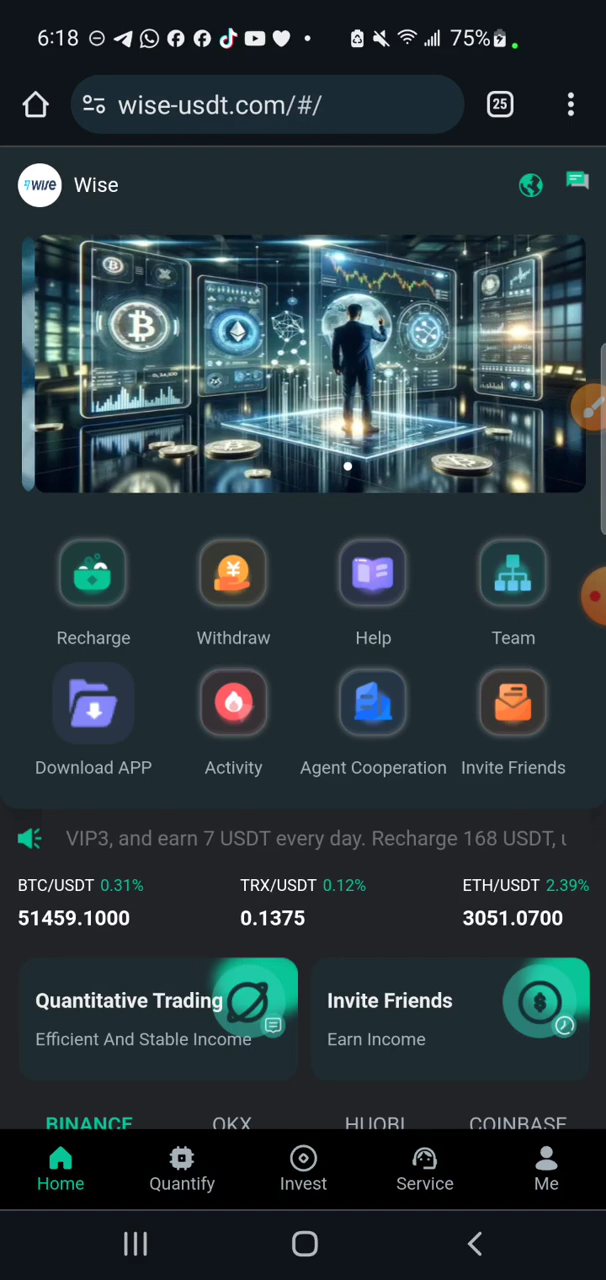 6:18
75%
wise-usdt.com/#/
25
7WISE Wise
Recharge Withdraw Help Team
Download APP Activity Agent Cooperation Invite Friends
VIP3, and earn 7 USDT every day. Recharge 168 USDT,
BTC/USDT 0.31% TRX/USDT 0.12% ETH/USDT 2.39%
51459.1000 0.1375 3051.0700
Quantitative Trading Invite Friends
Efficient And Stable Income Earn Income
BINANCE OKX HUOBI COINBASE
Home Quantify Invest Service Me